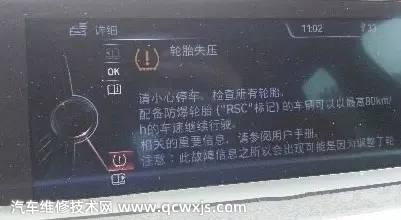 详细
11:02
轮胎失压
OK
请小心停车。检查所有轮胎。
配备防爆轮胎 ("RSC"标记) 的车辆可以以最高80km/
h的车速继续行驶。
相关的重要信息，请参阅用户手册。
注意：此故障信息之所以会出现可能是因为调整了轮
汽车维修技术网 www.qcwxjs.com